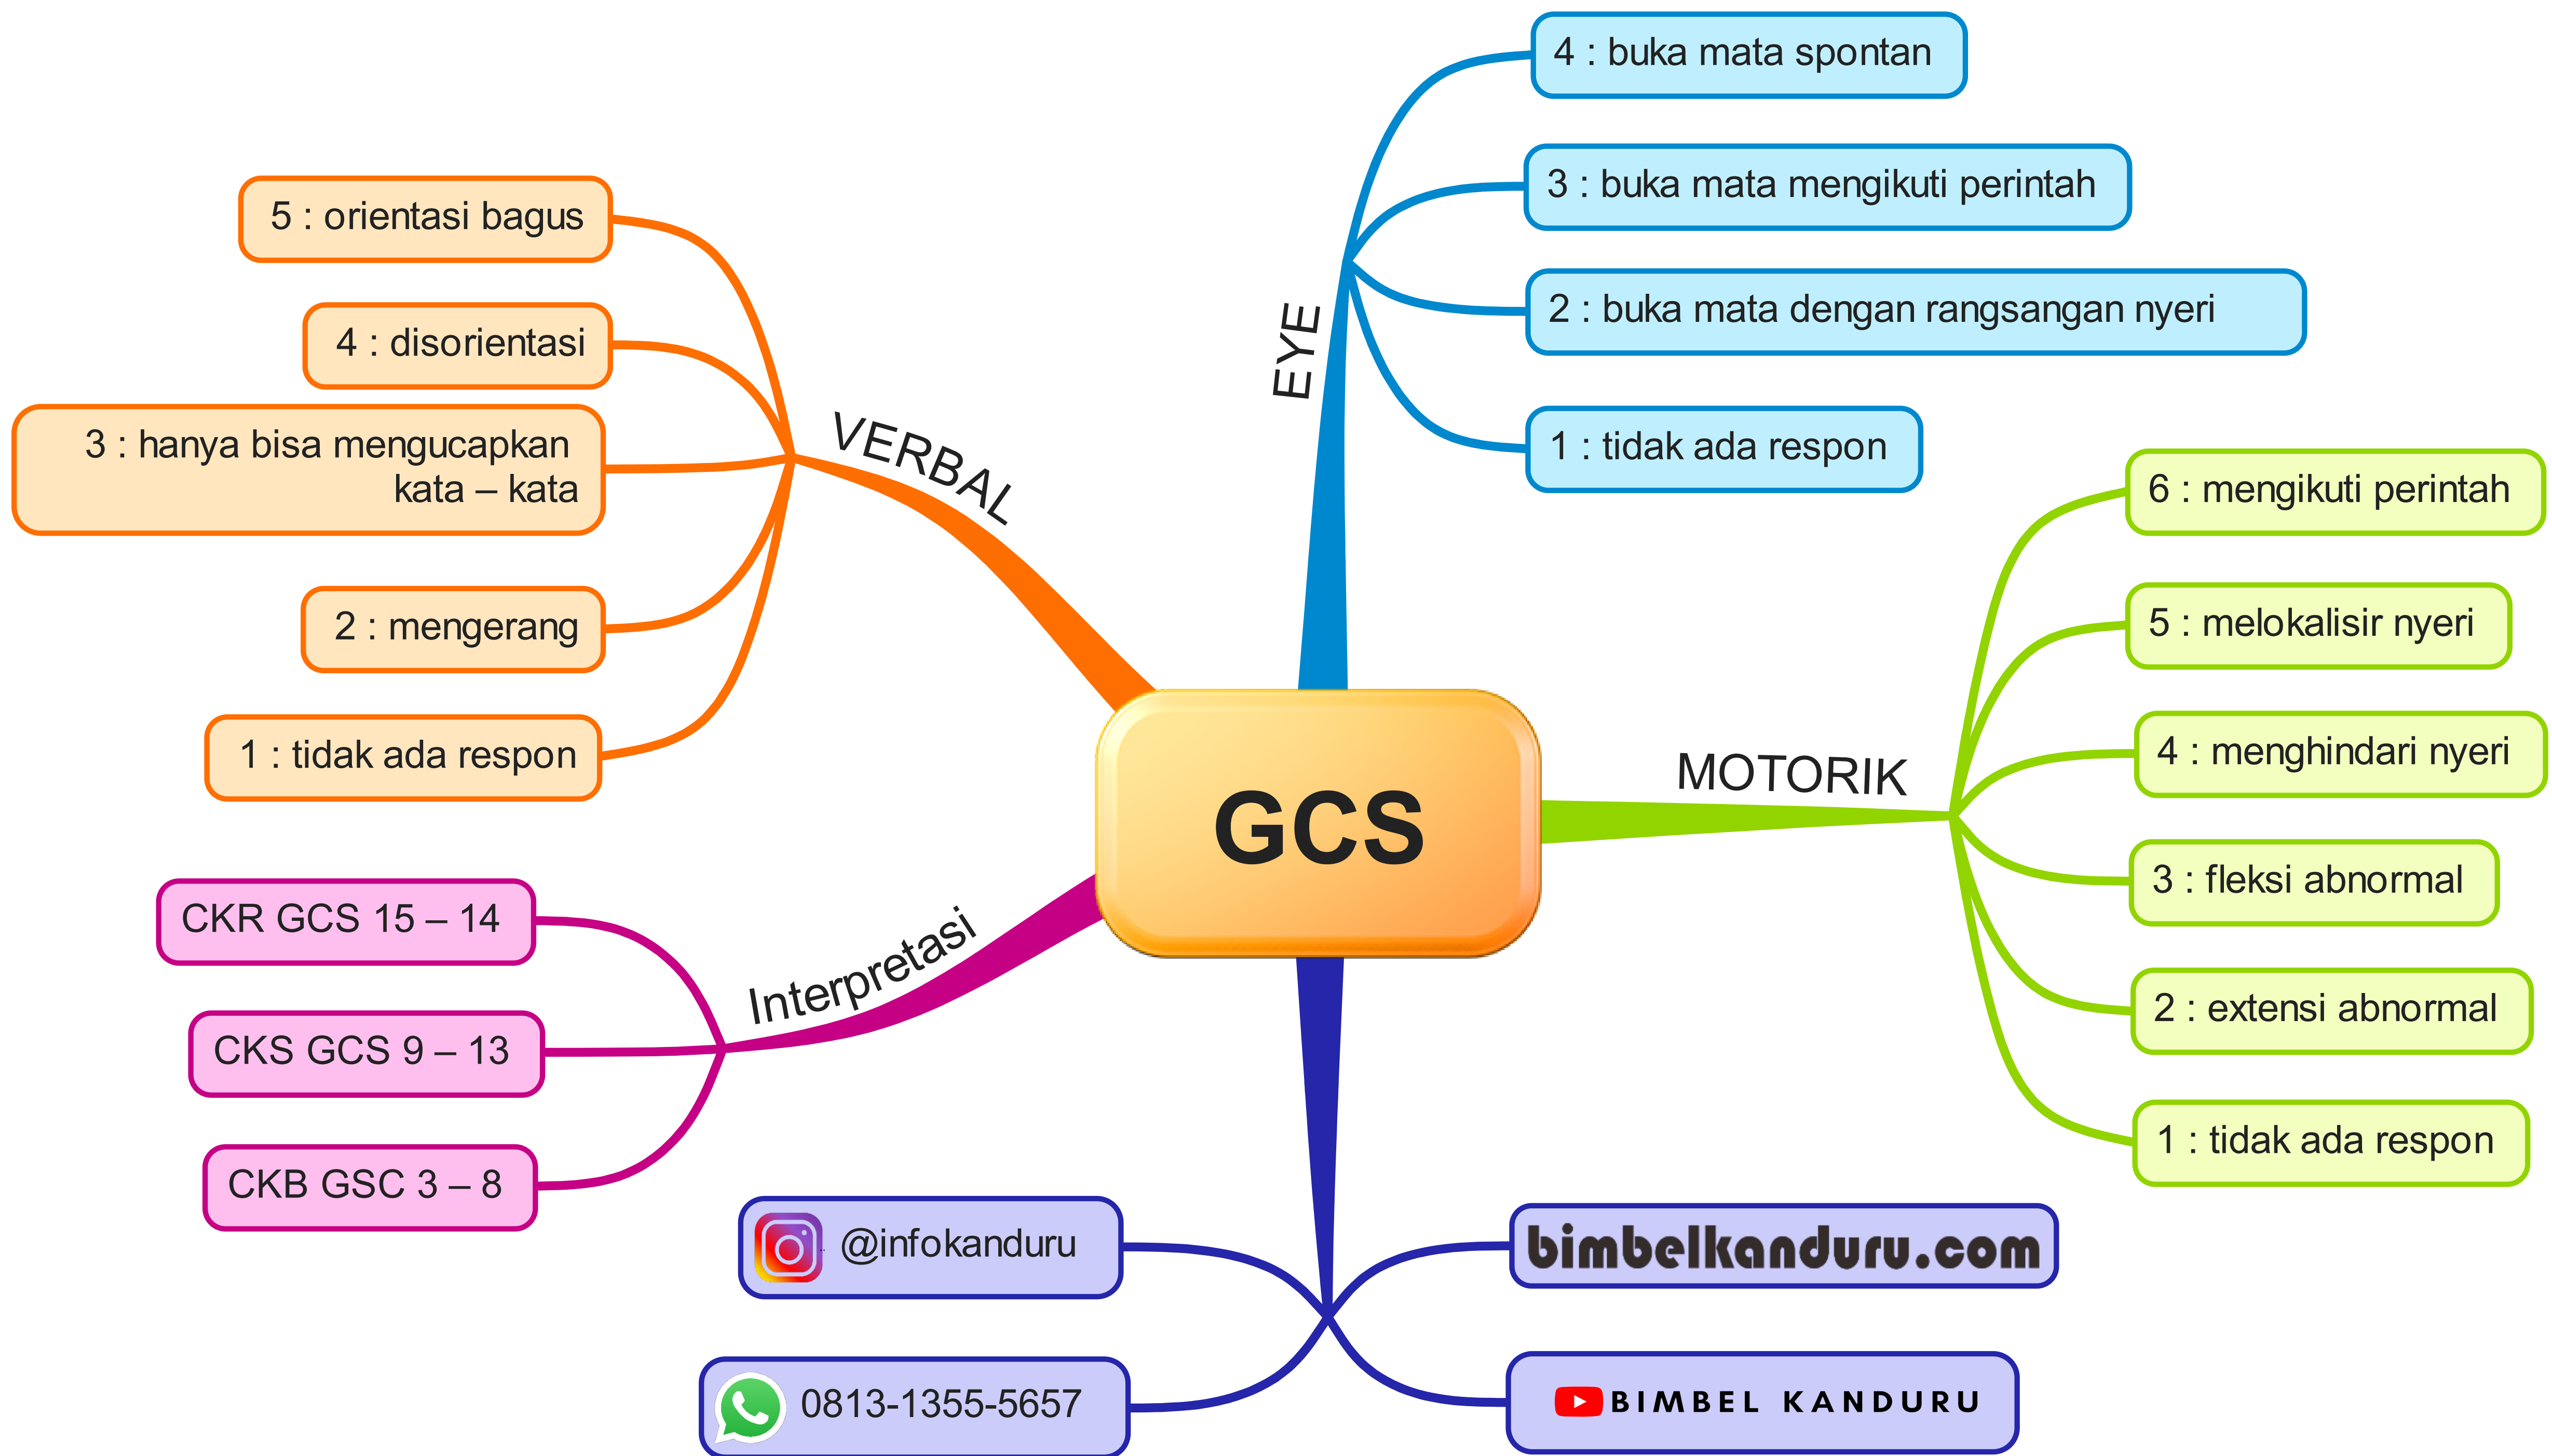 GCS
EYE
4 : buka mata spontan
3 : buka mata mengikuti perintah
2 : buka mata dengan rangsangan nyeri
1 : tidak ada respon
MOTORIK
6 : mengikuti perintah
5 : melokalisir nyeri
4 : menghindari nyeri
3 : fleksi abnormal
2 : extensi abnormal
1 : tidak ada respon
VERBAL
5 : orientasi bagus
4 : disorientasi
3 : hanya bisa mengucapkan
kata – kata
2 : mengerang
1 : tidak ada respon
Interpretasi
CKR GCS 15 – 14
CKS GCS 9 – 13
CKB GSC 3 – 8
@infokanduru
0813-1355-5657
bimbelkanduru.com
BIMBEL KANDURU